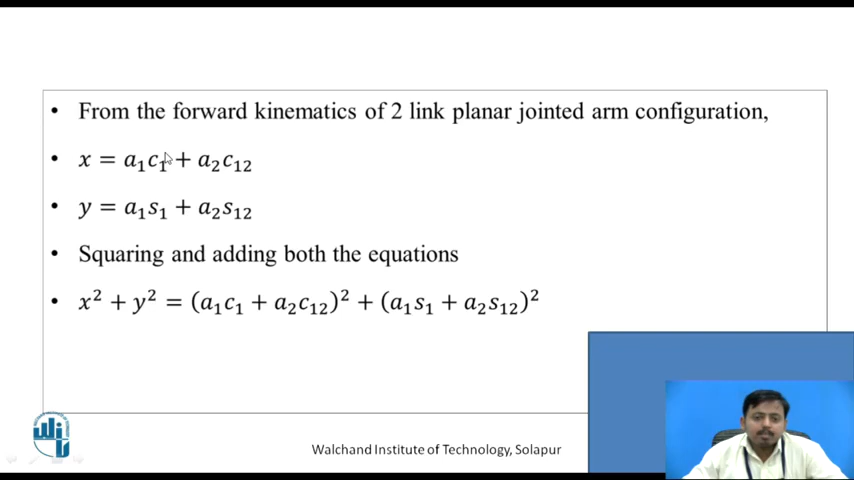 • From the forward kinematics of 2 link planar jointed arm configuration,
• x = a₁c₁ + a₂c₁₂
• y = a₁s₁ + a₂s₁₂
• Squaring and adding both the equations
• x² + y² = (a₁c₁ + a₂c₁₂)² + (a₁s₁ + a₂s₁₂)²
Walchand Institute of Technology, Solapur